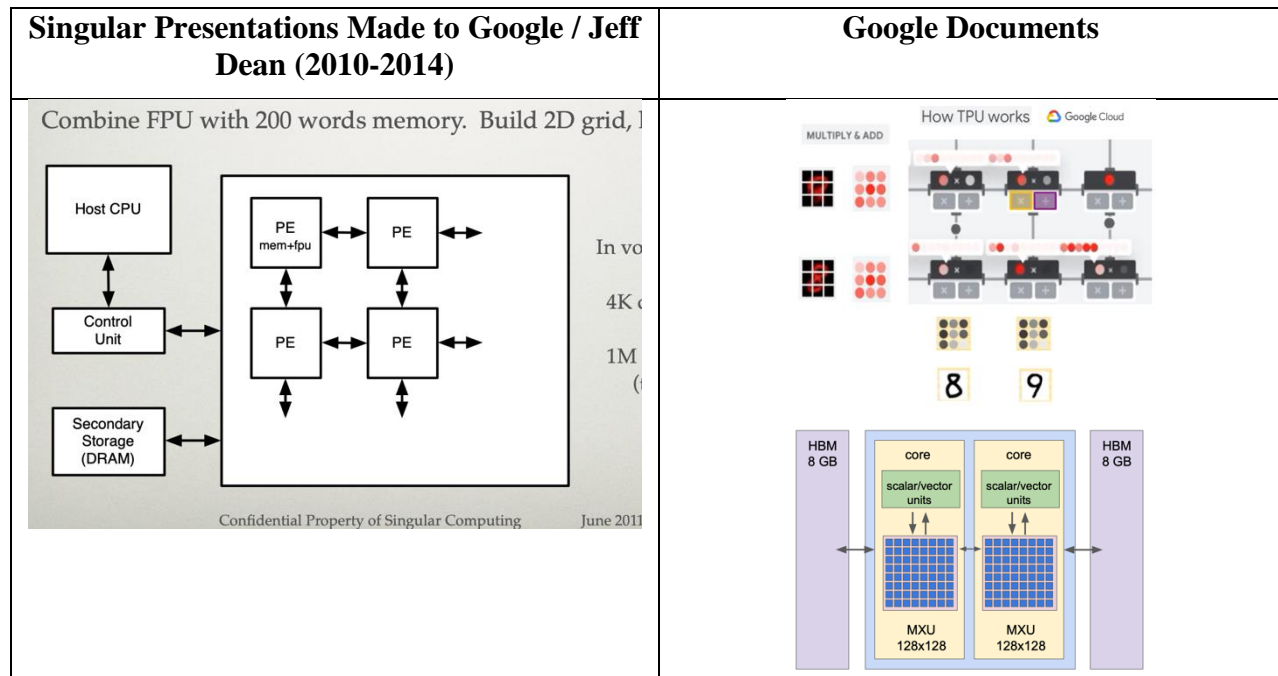 Singular Presentations Made to Google / Jeff
Dean (2010-2014)
Google Documents
Combine FPU with 200 words memory. Build 2D grid,
Host CPU
PE
mem+fpu
PE
In vo
4K
Control
Unit
PE
PE
1M
Secondary
Storage
(DRAM)
Confidential Property of Singular Computing
June 2011
How TPU works
Google Cloud
MULTIPLY & ADD
×
×
× +
× +
× +
×
×
×
× +
× +
× +
8
9
HBM
8 GB
core
core
HBM
8 GB
scalar/vector
units
scalar/vector
units
MXU
128x128
MXU
128x128